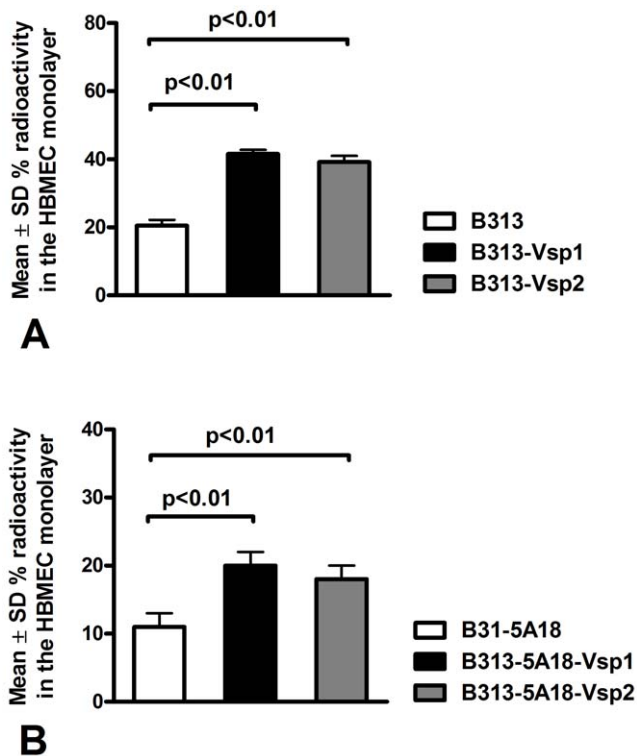 Mean ± SD % radioactivity
in the HBMEC monolayer
80
60
40
20
0
p<0.01
p<0.01
B313
B313-Vsp1
B313-Vsp2
A
Mean ± SD % radioactivity
in the HBMEC monolayer
40
30
20
10
0
p<0.01
p<0.01
B31-5A18
B313-5A18-Vsp1
B313-5A18-Vsp2
B